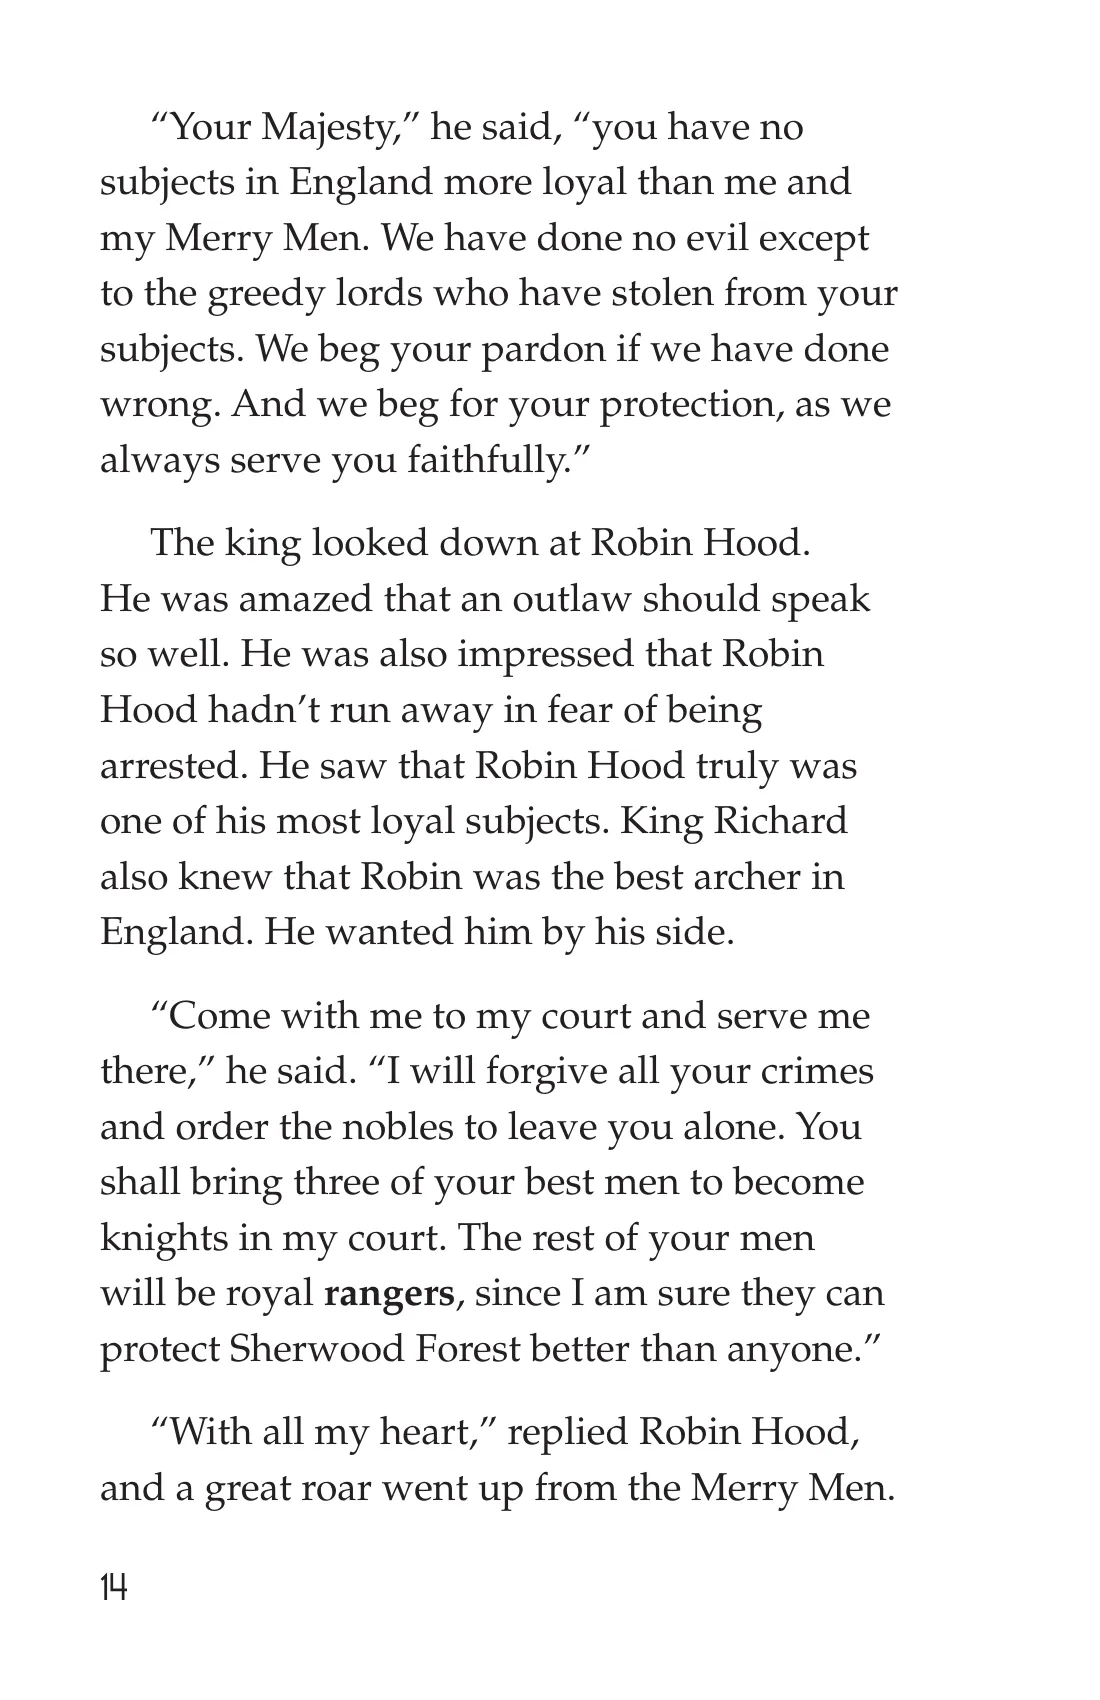 “Your Majesty,” he said, “you have no
subjects in England more loyal than me and
my Merry Men. We have done no evil except
to the greedy lords who have stolen from your
subjects. We beg your pardon if we have done
wrong. And we beg for your protection, as we
always serve you faithfully.”
The king looked down at Robin Hood.
He was amazed that an outlaw should speak
so well. He was also impressed that Robin
Hood hadn’t run away in fear of being
arrested. He saw that Robin Hood truly was
one of his most loyal subjects. King Richard
also knew that Robin was the best archer in
England. He wanted him by his side.
“Come with me to my court and serve me
there,” he said. “I will forgive all your crimes
and order the nobles to leave you alone. You
shall bring three of your best men to become
knights in my court. The rest of your men
will be royal rangers, since I am sure they can
protect Sherwood Forest better than anyone.”
“With all my heart,” replied Robin Hood,
and a great roar went up from the Merry Men.
14